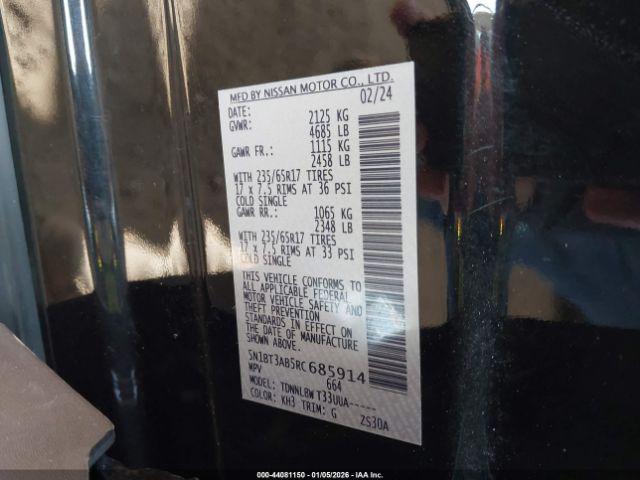 MFD BY NISSAN MOTOR CO., LTD.
DATE: 02/24
GVWR: 2125 KG
4685 LB
GAWR FR.: 1115 KG
2458 LB
WITH 235/65R17 TIRES
17 x 7.5 RIMS AT 36 PSI
COLD SINGLE
GAWR RR.: 1065 KG
2348 LB
WITH 235/65R17 TIRES
17 x 7.5 RIMS AT 33 PSI
COLD SINGLE
THIS VEHICLE CONFORMS TO
ALL APPLICABLE FEDERAL
MOTOR VEHICLE SAFETY AND
THEFT PREVENTION
STANDARDS IN EFFECT ON
THE DATE OF MANUFACTURE
SHOWN ABOVE.
5N1BT3AB5RC685914
MPV 664
MODEL: TDNNLBW T33UUA-----
COLOR: KH3 TRIM: G ZS30A
000-44081150 - 01/05/2026 - IAA Inc.